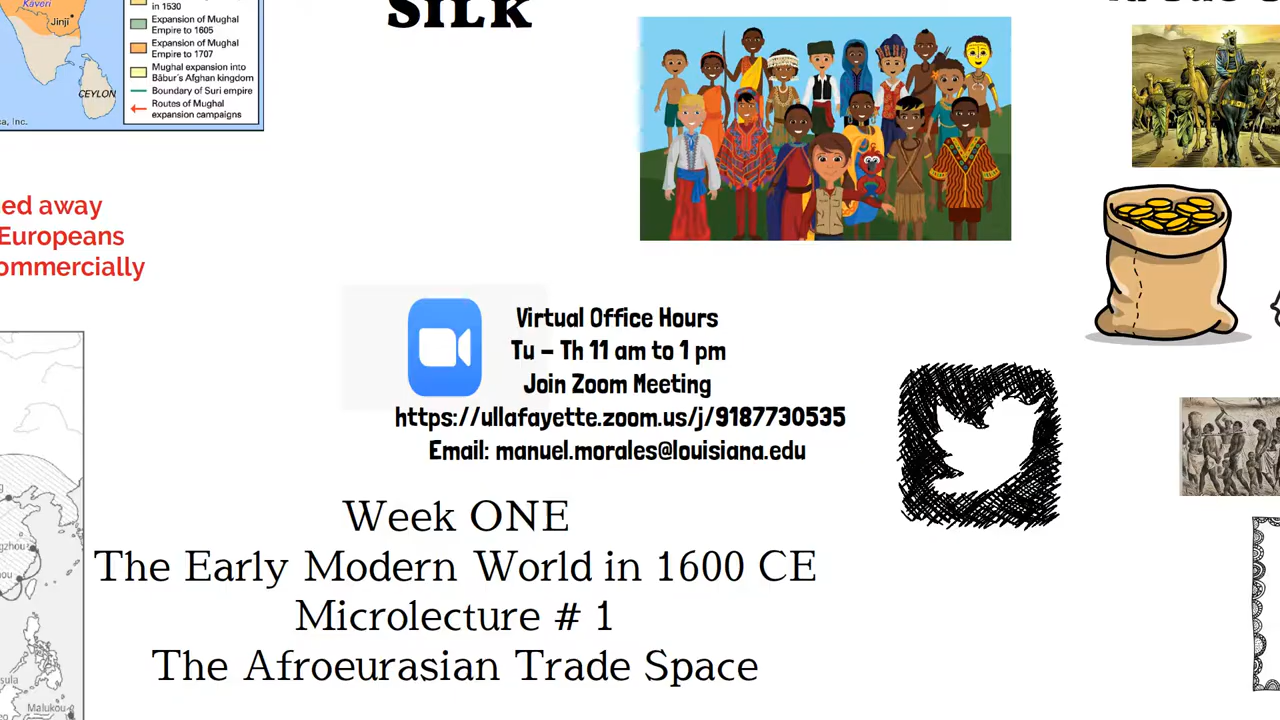 SILK
Kaveri
Jinji
in 1530
Expansion of Mughal
Empire to 1605
Expansion of Mughal
Empire to 1707
Mughal expansion into
Bābur's Afghan kingdom
Boundary of Suri empire
Routes of Mughal
expansion campaigns
CEYLON
Inc.
away
Europeans
ommercially
Virtual Office Hours
Tu – Th 11 am to 1 pm
Join Zoom Meeting
https://ullafayette.zoom.us/j/9187730535
Email: manuel.morales@louisiana.edu
Week ONE
The Early Modern World in 1600 CE
Microlecture # 1
The Afroeurasian Trade Space
Malukou